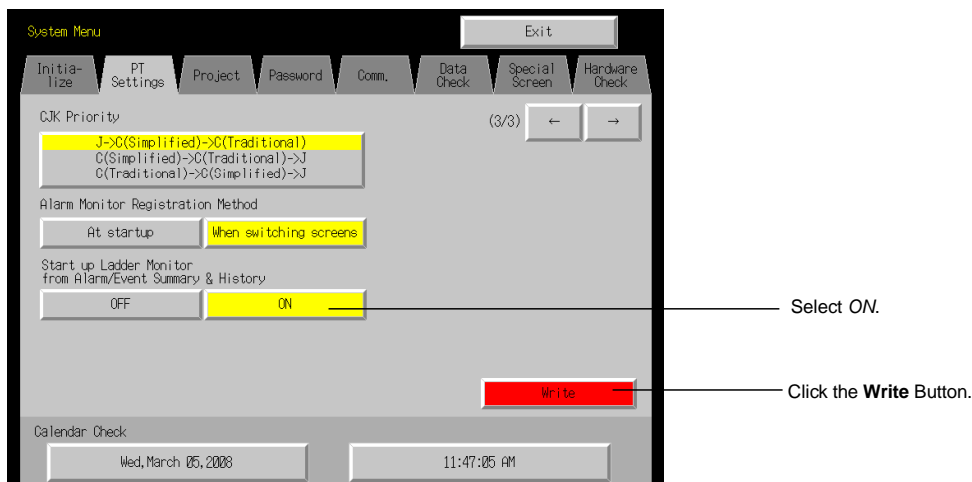 System Menu
Exit
Initia-
lize
PT
Settings
Project
Password
Comm.
Data
Check
Special
Screen
Hardware
Check
CJK Priority
(3/3)
←
→
J->C(Simplified)->C(Traditional)
C(Simplified)->C(Traditional)->J
C(Traditional)->C(Simplified)->J
Alarm Monitor Registration Method
At startup
When switching screens
Start up Ladder Monitor
from Alarm/Event Summary & History
OFF
ON
Select ON.
Write
Click the Write Button.
Calendar Check
Wed,March 05,2008
11:47:05 AM